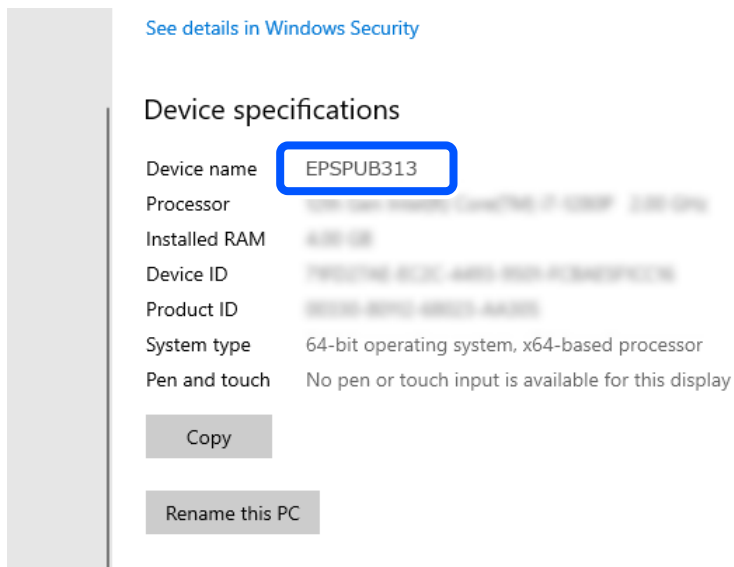 See details in Windows Security
Device specifications
Device name EPSPUB313
Processor
Installed RAM
Device ID
Product ID
System type 64-bit operating system, x64-based processor
Pen and touch No pen or touch input is available for this display
Copy
Rename this PC